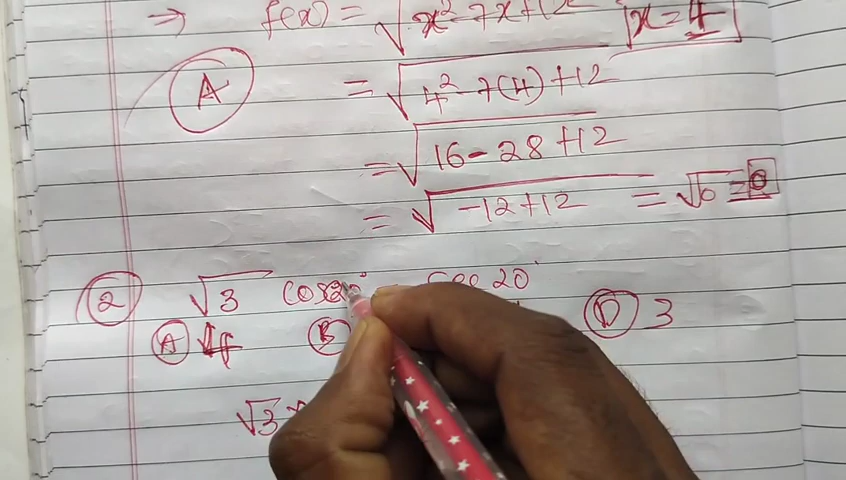 ⇒ f(x) = √x²-7x+12 | x=4
(A) = √4²-7(4)+12
= √16-28+12
= √-12+12 = √0 = 0
(2) √3 cos20° - Sec 20°
(A) (B) (D) 3
√3